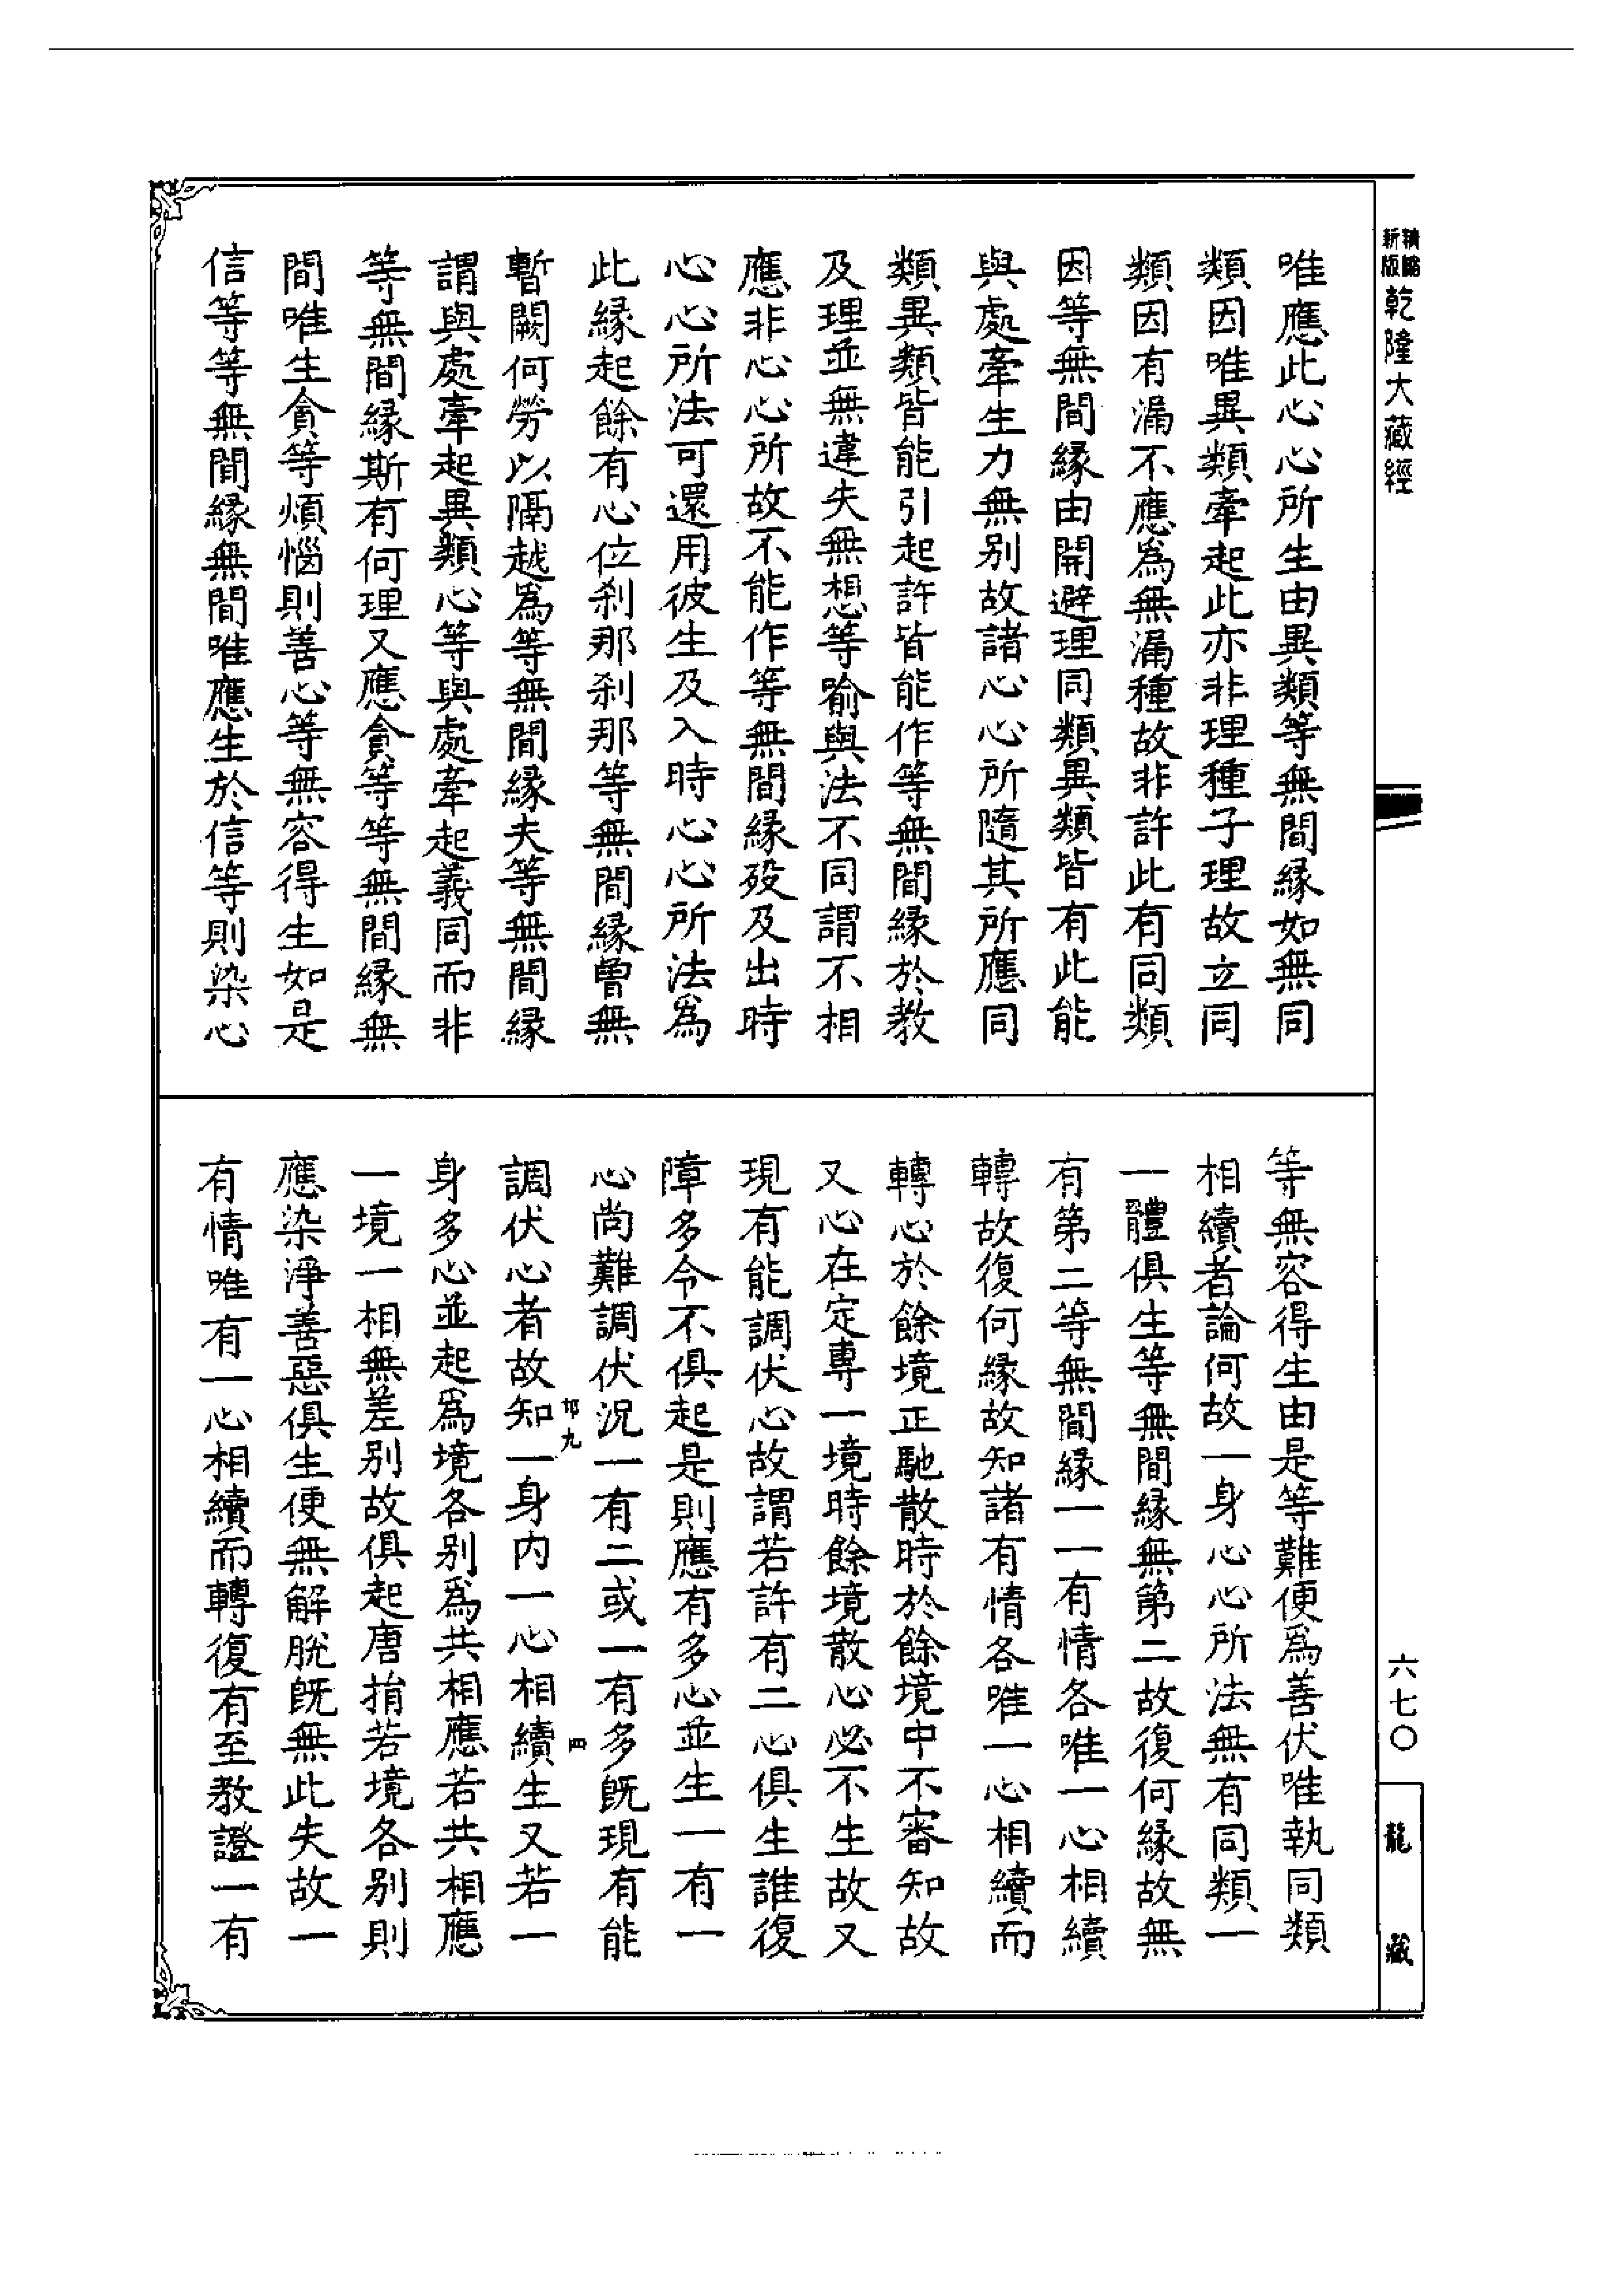 精縮新版乾隆大藏經
唯應此心心所生由異類等無間緣如無同
類因唯異類牽起此亦非理種子理故立同
類因有漏不應爲無漏種故非許此有同類
因等無間緣由開避理同類異類皆有此能
與處牽生力無别故諸心心所隨其所應同
類異類皆能引起許皆能作等無間緣於教
及理並無違失無想等喻與法不同謂不相
應非心心所故不能作等無間緣歿及出時
心心所法可還用彼生及入時心心所法爲
此緣起餘有心位刹那刹那等無間緣曾無
暫闕何勞以隔越爲等無間緣夫等無間緣
謂與處牽起異類心等與處牽起義同而非
等無間緣斯有何理又應貪等等無間緣無
間唯生貪等煩惱則善心等無容得生如是
信等等無間緣無間唯應生於信等則染心
等無容得生由是等難便爲善伏唯執同類
相續者論何故一身心心所法無有同類一
一體俱生等無間緣無第二故復何緣故無
有第二等無間緣一一有情各唯一心相續
轉故復何緣故知諸有情各唯一心相續而
轉心於餘境正馳散時於餘境中不審知故
又心在定專一境時餘境散心必不生故又
現有能調伏心故謂若許有二心俱生誰復
障多令不俱起是則應有多心並生一有一
心尚難調伏況一有二或一有多既現有能
調伏心者故知一身内一心相續生又若一
邙九
四
身多心並起爲境各别爲共相應若共相應
一境一相無差别故俱起唐捐若境各别則
應染淨善惡俱生便無解脫既無此失故一
有情唯有一心相續而轉復有至教證一有
六七〇
龍藏